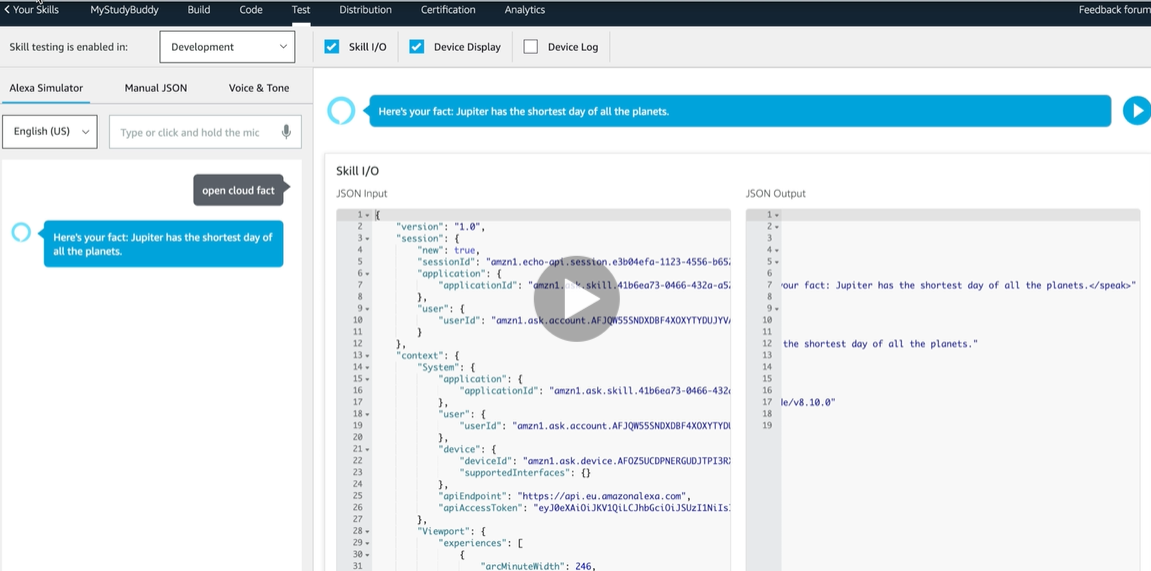 Your Skills MyStudyBuddy Build Code Test Distribution Certification Analytics Feedback forum
Skill testing is enabled in: Development Skill I/O Device Display Device Log
Alexa Simulator Manual JSON Voice & Tone
English (US) Type or click and hold the mic
open cloud fact
Here's your fact: Jupiter has the shortest day of
all the planets.
Here's your fact: Jupiter has the shortest day of all the planets.
Skill I/O
JSON Input
1 {
2 "version": "1.0",
3 "session": {
4 "new": true,
5 "sessionId": "amzn1.echo-api.session.e3b04efa-1123-4556-b652
6 "application": {
7 "applicationId": "amzn1.ask.skill.41b6ea73-0466-432a-a52
8 },
9 "user": {
10 "userId": "amzn1.ask.account.AFJQW55SNDXDBF4XOXYTYDUJYVA
11 }
12 },
13 "context": {
14 "System": {
15 "application": {
16 "applicationId": "amzn1.ask.skill.41b6ea73-0466-432a
17 },
18 "user": {
19 "userId": "amzn1.ask.account.AFJQW55SNDXDBF4XOXYTYDU
20 },
21 "device": {
22 "deviceId": "amzn1.ask.device.AFOZ5UCDPNERGUDJTPI3RX
23 "supportedInterfaces": {}
24 },
25 "apiEndpoint": "https://api.eu.amazonalexa.com",
26 "apiAccessToken": "eyJ0eXAiOiJKV1QiLCJhbGciOiJSUzI1NiIs
27 },
28 "Viewport": {
29 "experiences": [
30 {
31 "arcMinuteWidth": 246,
JSON Output
1
2
3
4
5
6
7 your fact: Jupiter has the shortest day of all the planets.</speak>"
8
9
10
11
12 the shortest day of all the planets."
13
14
15
16
17 le/v8.10.0"
18
19